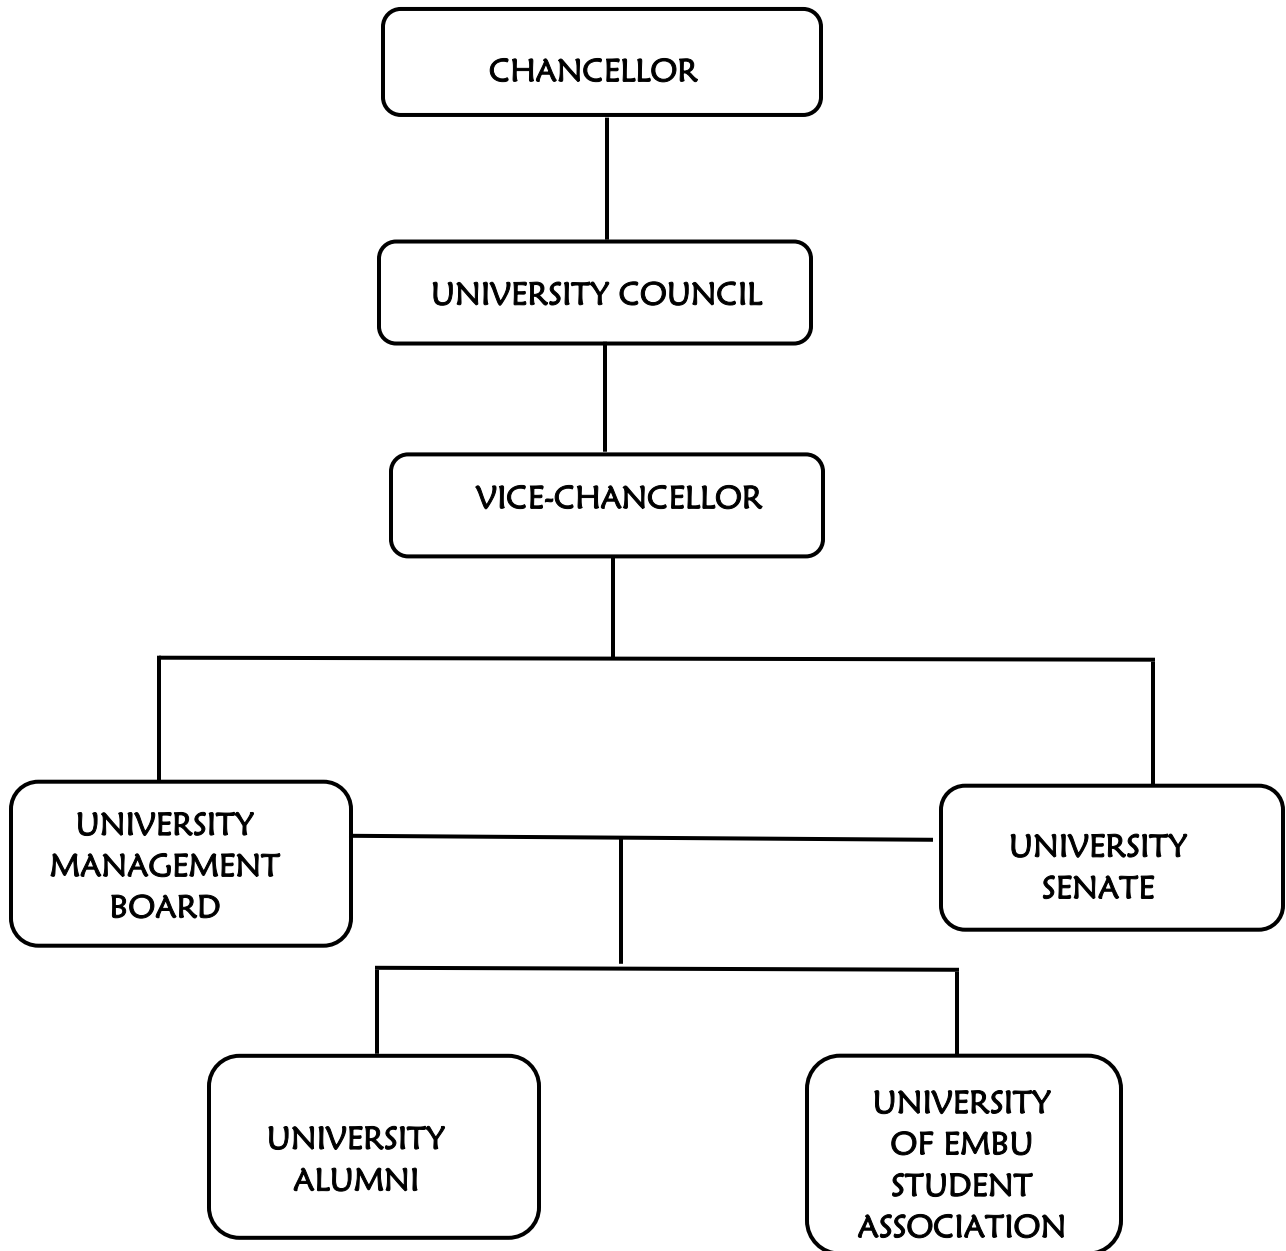 CHANCELLOR
UNIVERSITY COUNCIL
VICE-CHANCELLOR
UNIVERSITY
MANAGEMENT
BOARD
UNIVERSITY
SENATE
UNIVERSITY
ALUMNI
UNIVERSITY
OF EMBU
STUDENT
ASSOCIATION